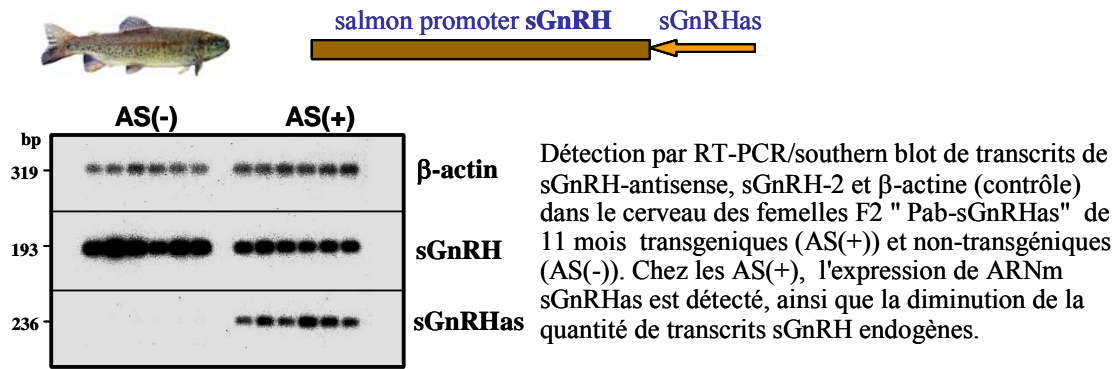 salmon promoter sGnRH sGnRHas
AS(-) AS(+)
bp
319 β-actin
193 sGnRH
236 sGnRHas
Détection par RT-PCR/southern blot de transcrits de
sGnRH-antisense, sGnRH-2 et β-actine (contrôle)
dans le cerveau des femelles F2 " Pab-sGnRHas" de
11 mois transgeniques (AS(+)) et non-transgéniques
(AS(-)). Chez les AS(+), l'expression de ARNm
sGnRHas est détecté, ainsi que la diminution de la
quantité de transcrits sGnRH endogènes.